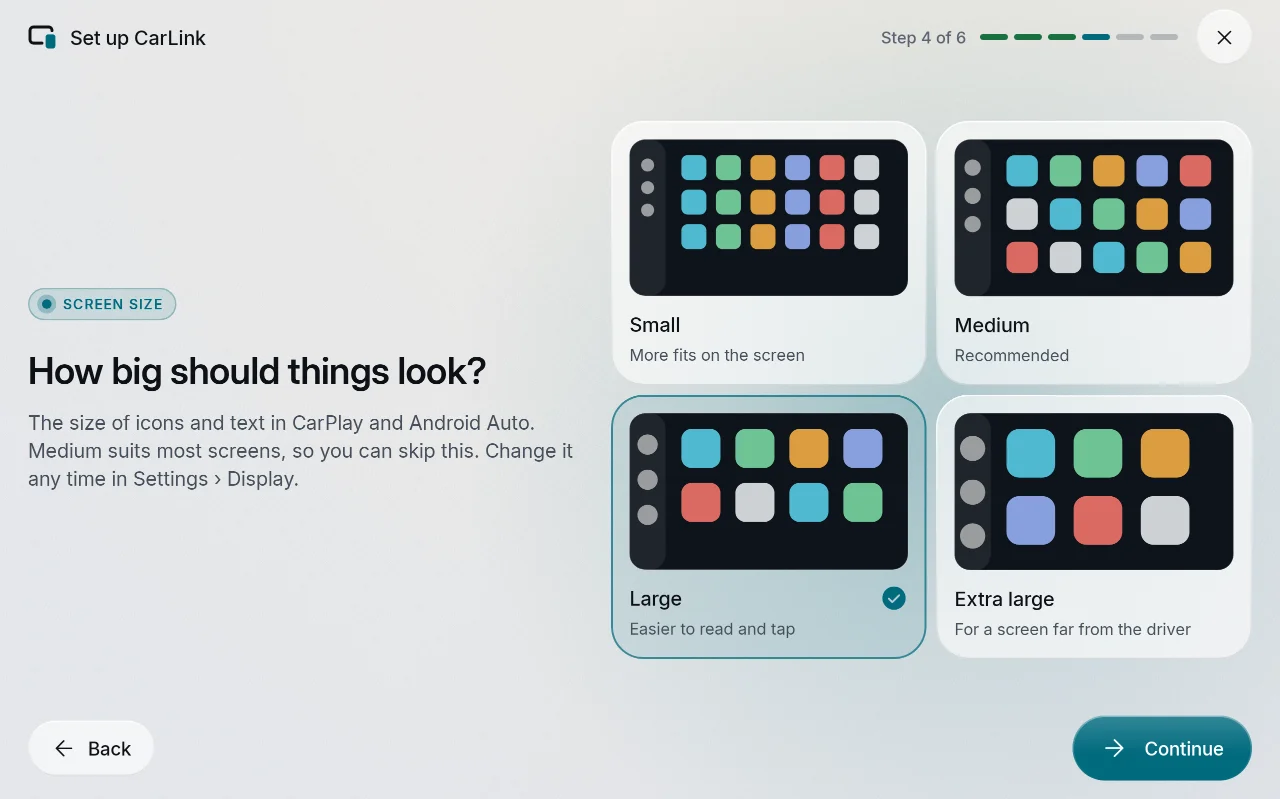 Set up CarLink
Step 4 of 6
SCREEN SIZE
How big should things look?
The size of icons and text in CarPlay and Android Auto.
Medium suits most screens, so you can skip this. Change it
any time in Settings › Display.
Small
More fits on the screen
Medium
Recommended
Large
Easier to read and tap
Extra large
For a screen far from the driver
Back
Continue